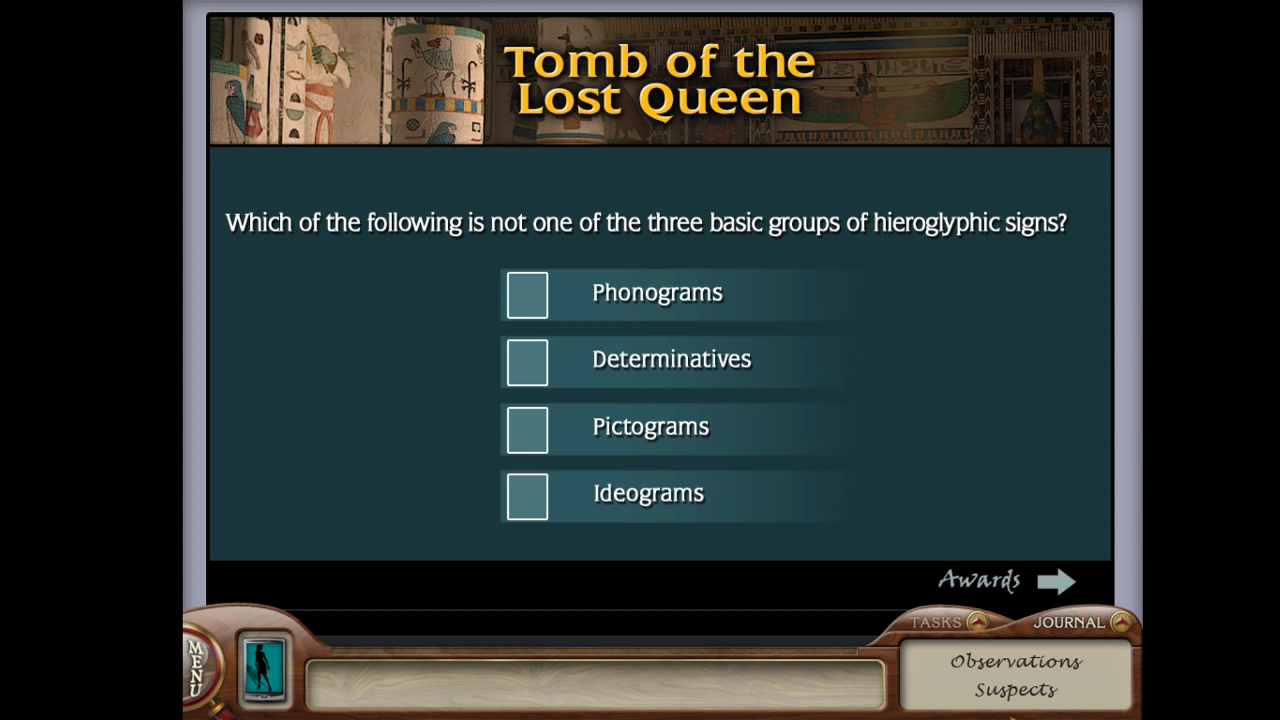 Tomb of the
Lost Queen
Which of the following is not one of the three basic groups of hieroglyphic signs?
Phonograms
Determinatives
Pictograms
Ideograms
Awards
MENU
TASKS
JOURNAL
Observations
Suspects